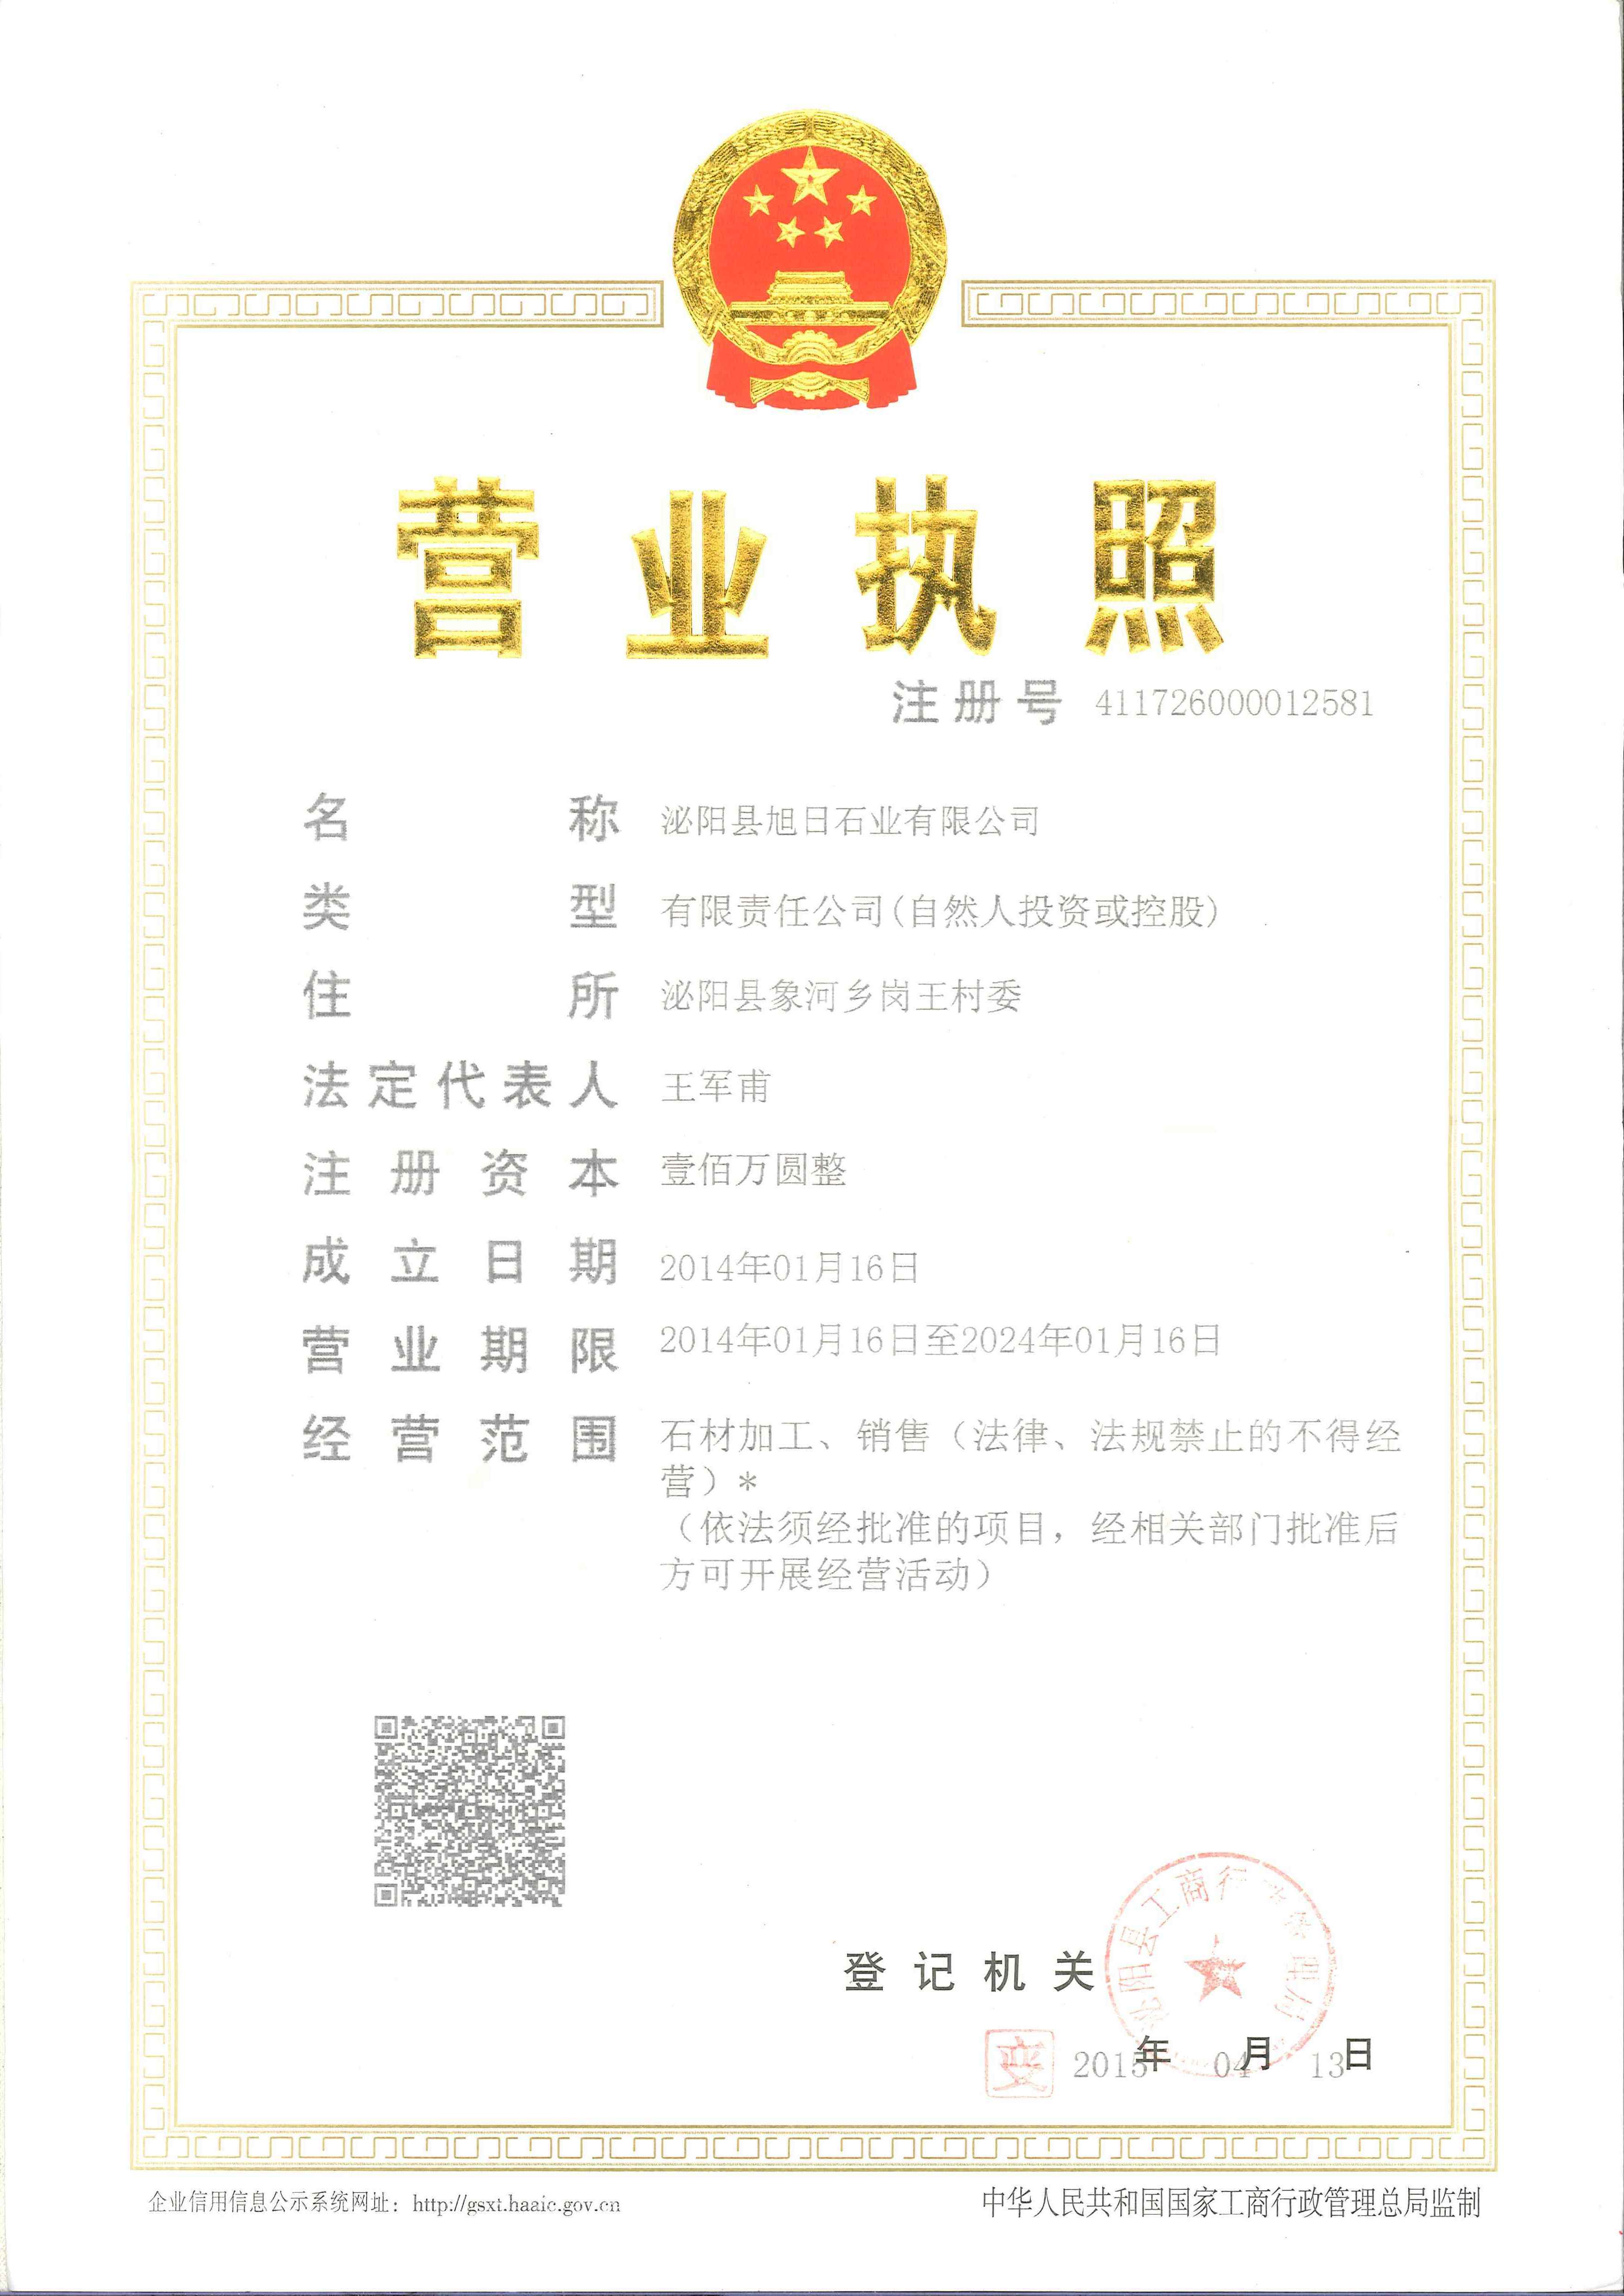 营业执照
注册号 411726000012581
名称 泌阳县旭日石业有限公司
类型 有限责任公司(自然人投资或控股)
住所 泌阳县象河乡岗王村委
法定代表人 王军甫
注册资本 壹佰万圆整
成立日期 2014年01月16日
营业期限 2014年01月16日至2024年01月16日
经营范围 石材加工、销售（法律、法规禁止的不得经
营）*
（依法须经批准的项目，经相关部门批准后
方可开展经营活动）
阳县工商行 局
登记机关
变 2015年 04月 13日
企业信用信息公示系统网址：http://gsxt.haaic.gov.cn
中华人民共和国国家工商行政管理总局监制